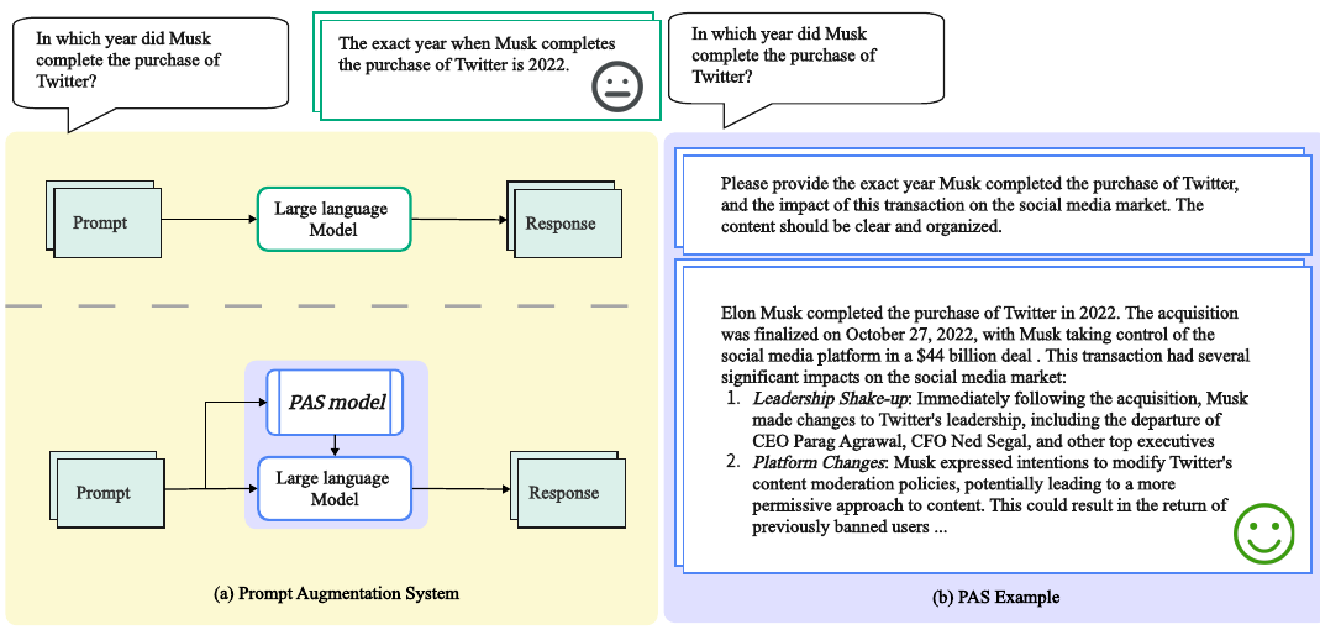 In which year did Musk
complete the purchase of
Twitter?
The exact year when Musk completes
the purchase of Twitter is 2022.
In which year did Musk
complete the purchase of
Twitter?
Prompt
Large language
Model
Response
PAS model
Prompt
Large language
Model
Response
(a) Prompt Augmentation System
Please provide the exact year Musk completed the purchase of Twitter,
and the impact of this transaction on the social media market. The
content should be clear and organized.
Elon Musk completed the purchase of Twitter in 2022. The acquisition
was finalized on October 27, 2022, with Musk taking control of the
social media platform in a $44 billion deal . This transaction had several
significant impacts on the social media market:
1. Leadership Shake-up: Immediately following the acquisition, Musk
made changes to Twitter's leadership, including the departure of
CEO Parag Agrawal, CFO Ned Segal, and other top executives
2. Platform Changes: Musk expressed intentions to modify Twitter's
content moderation policies, potentially leading to a more
permissive approach to content. This could result in the return of
previously banned users ...
(b) PAS Example